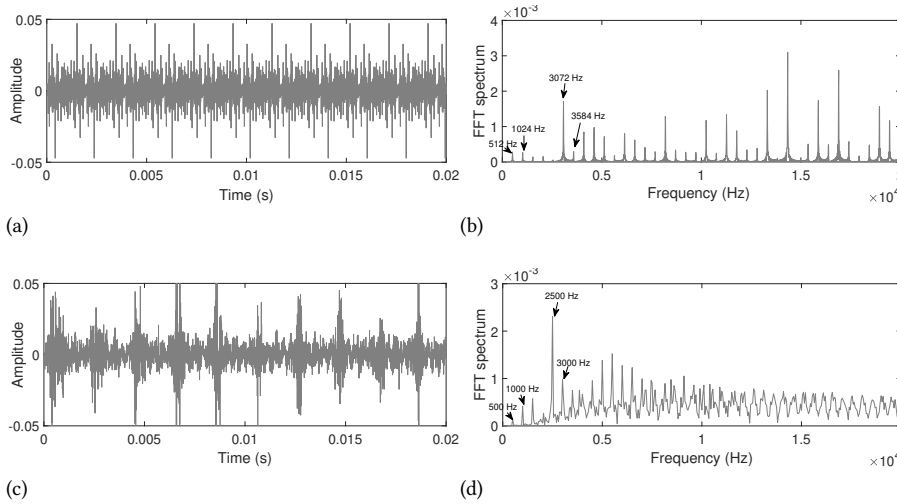 0.05
0
-0.05
Amplitude
0 0.005 0.01 0.015 0.02
Time (s)
(a)
×10⁻³
4
3
2
1
0
FFT spectrum
3072 Hz
3584 Hz
1024 Hz
512 Hz
0 0.5 1 1.5 2
Frequency (Hz)
×10⁴
(b)
0.05
0
-0.05
Amplitude
0 0.005 0.01 0.015 0.02
Time (s)
(c)
×10⁻³
3
2
1
0
FFT spectrum
2500 Hz
3000 Hz
1000 Hz
500 Hz
0 0.5 1 1.5 2
Frequency (Hz)
×10⁴
(d)